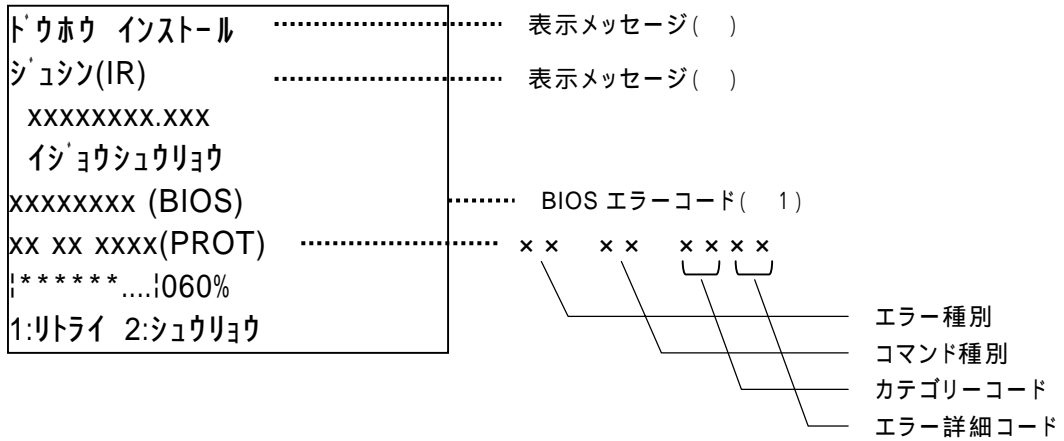 ﾄﾞｳﾎｳ ｲﾝｽﾄｰﾙ ･････････････････ 表示メッセージ(　)
ｼﾞｭｼﾝ(IR) ･････････････････ 表示メッセージ(　)
xxxxxxxx.xxx
ｲｼﾞｮｳｼｭｳﾘｮｳ
xxxxxxxx (BIOS) ･･････ BIOS エラーコード(　1)
xx xx xxxx(PROT) ･････････････････ ×× ×× ××××
¦******....¦060%
1:ﾘﾄﾗｲ 2:ｼｭｳﾘｮｳ
エラー種別
コマンド種別
カテゴリーコード
エラー詳細コード